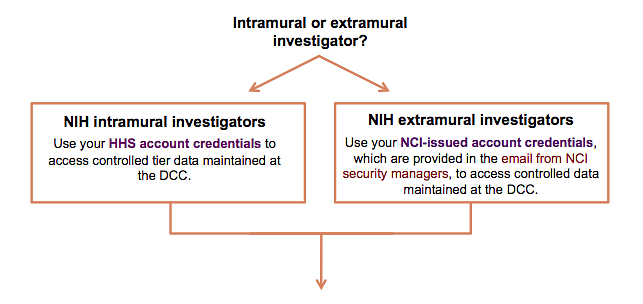 Intramural or extramural
investigator?
NIH intramural investigators
Use your HHS account credentials to
access controlled tier data maintained at
the DCC.
NIH extramural investigators
Use your NCI-issued account credentials,
which are provided in the email from NCI
security managers, to access controlled data
maintained at the DCC.